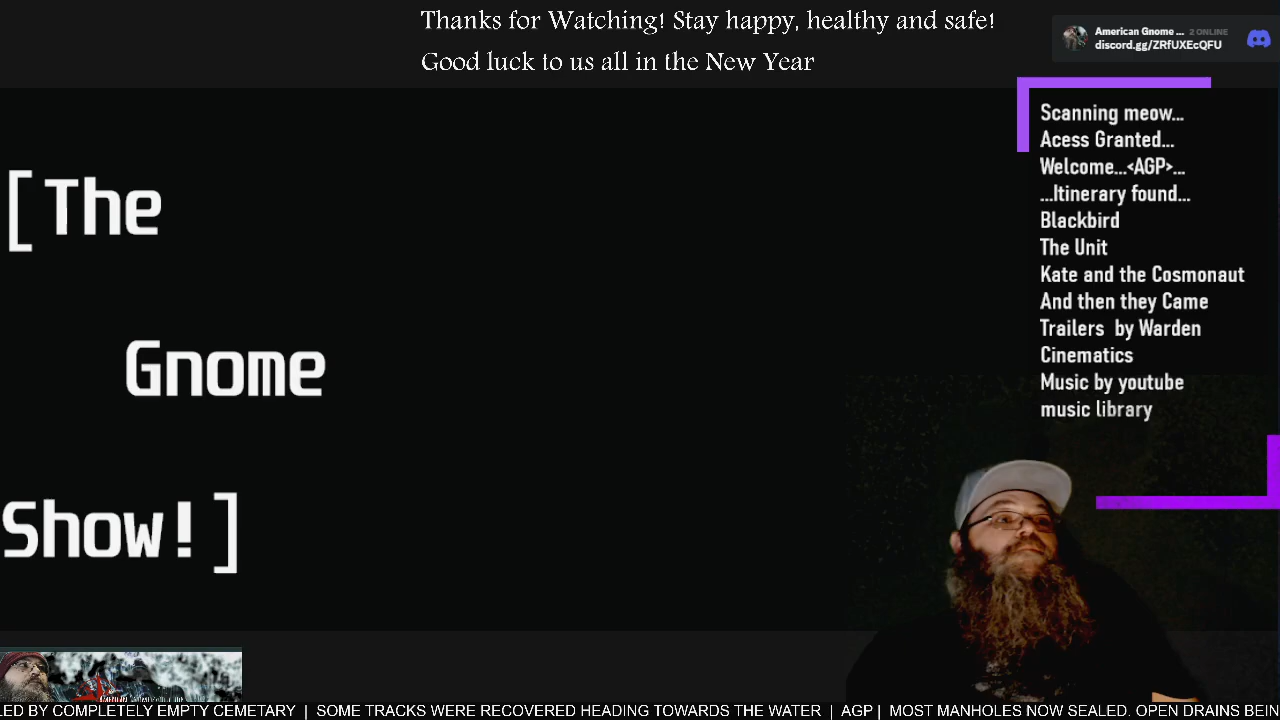 Thanks for Watching! Stay happy, healthy and safe!
Good luck to us all in the New Year
American Gnome ... 2 ONLINE
discord.gg/ZRfUXEcQFU
Scanning meow...
Acess Granted...
Welcome...<AGP>...
...Itinerary found...
Blackbird
The Unit
Kate and the Cosmonaut
And then they Came
Trailers by Warden
Cinematics
Music by youtube
music library
[The
Gnome
Show!]
LED BY COMPLETELY EMPTY CEMETARY | SOME TRACKS WERE RECOVERED HEADING TOWARDS THE WATER | AGP | MOST MANHOLES NOW SEALED. OPEN DRAINS BEIN